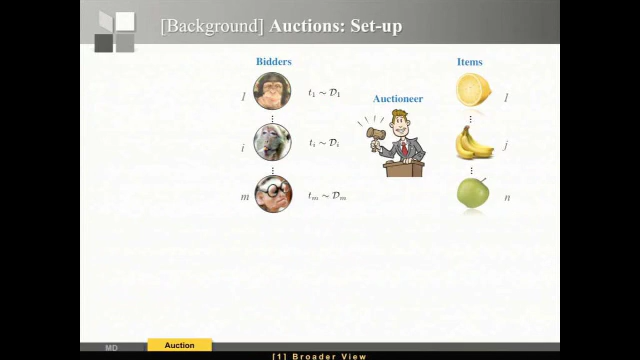 [Background] Auctions: Set-up
Bidders
Items
Auctioneer
1
t₁ ~ 𝒟₁
1
i
tᵢ ~ 𝒟ᵢ
j
m
tₘ ~ 𝒟ₘ
n
MD
Auction
[1] Broader View